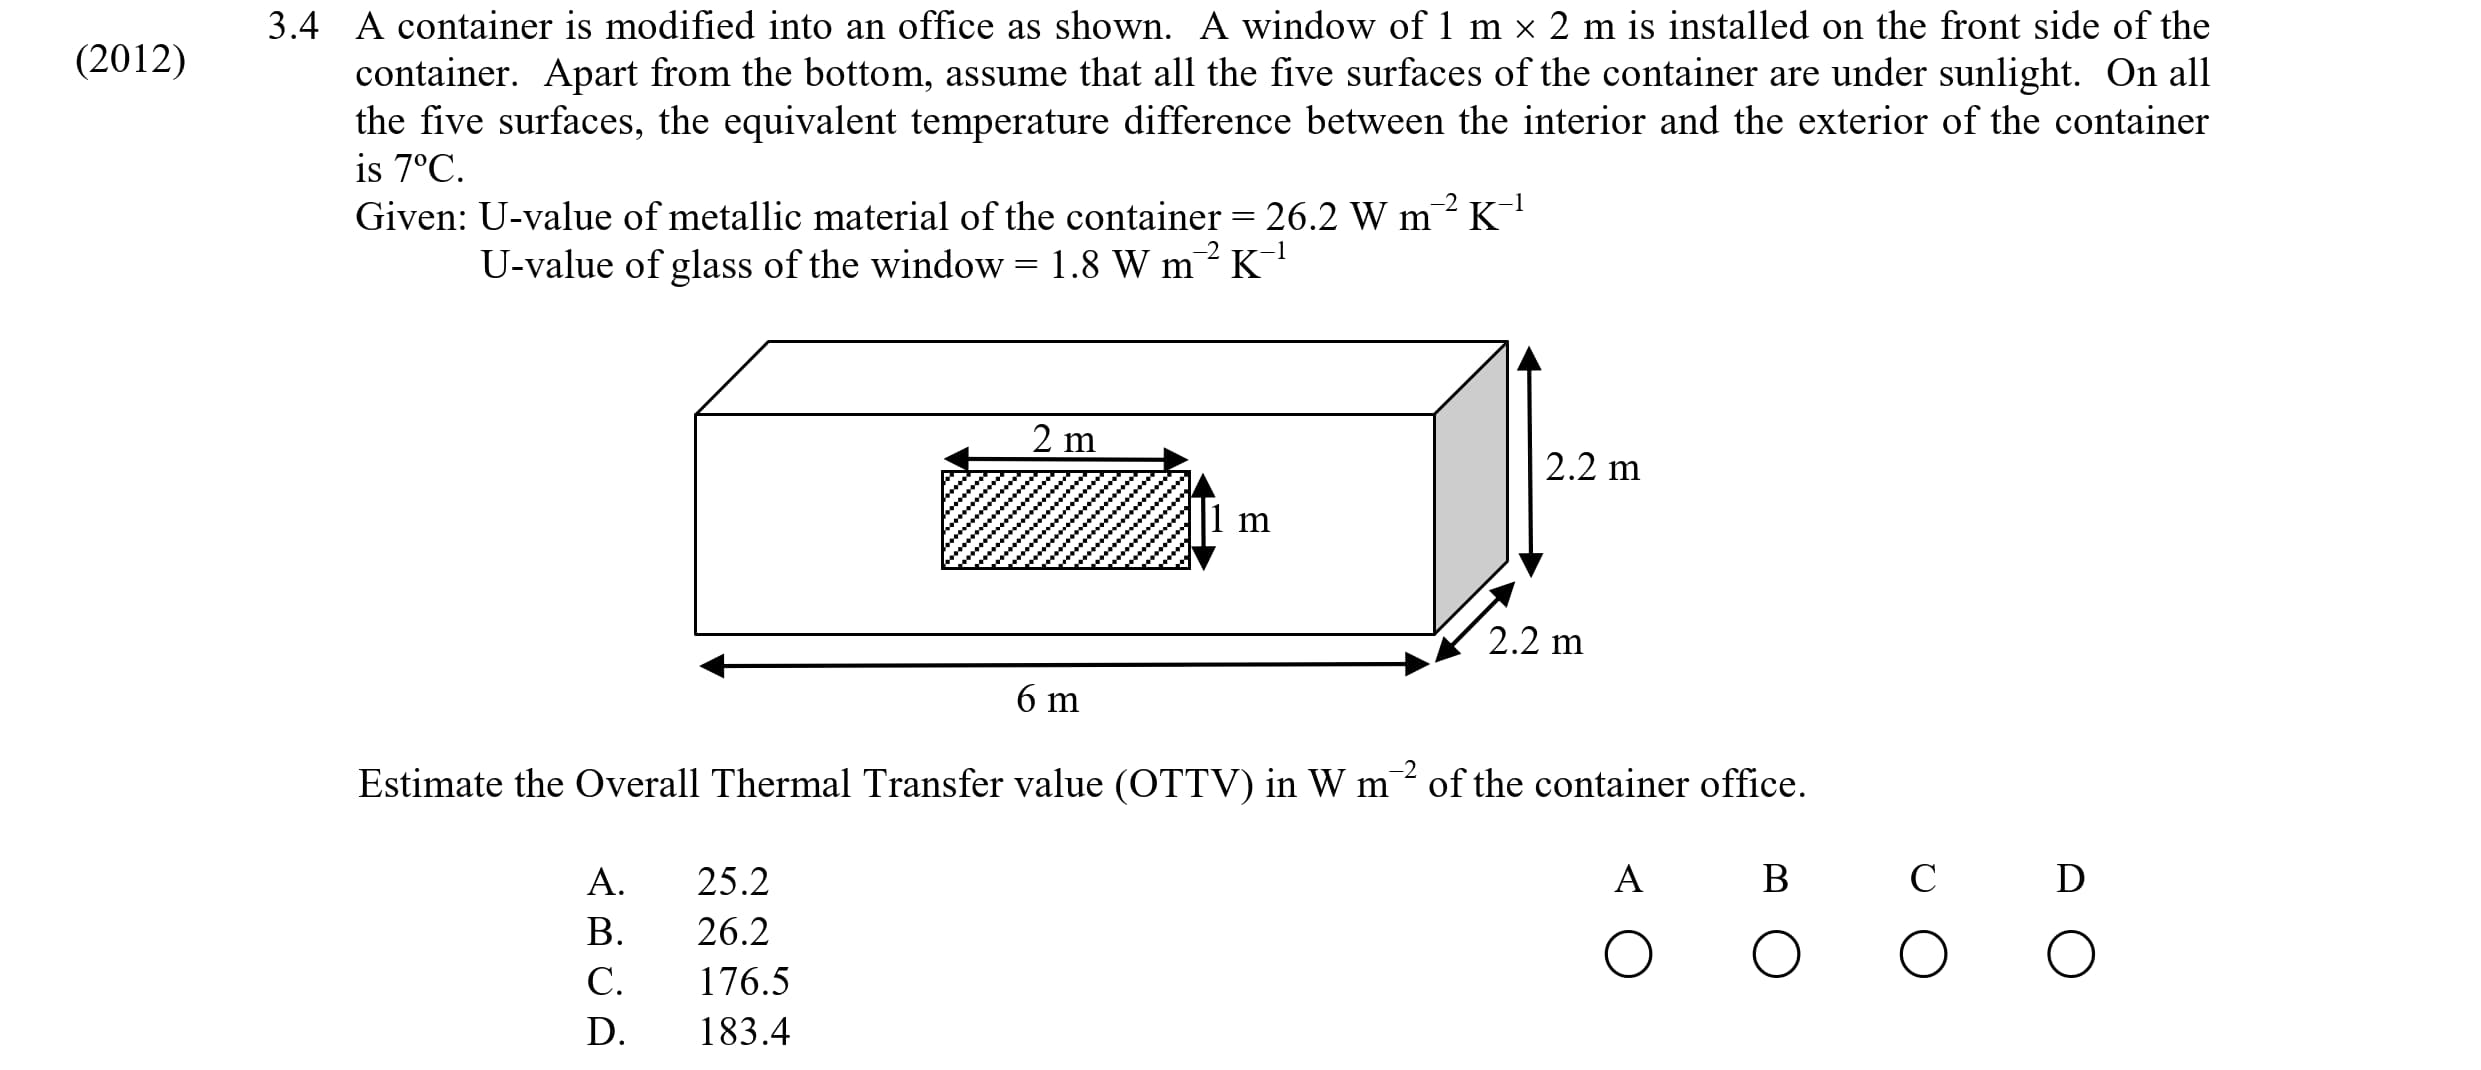 3.4 A container is modified into an office as shown. A window of 1 m × 2 m is installed on the front side of the
(2012)
container. Apart from the bottom, assume that all the five surfaces of the container are under sunlight. On all
the five surfaces, the equivalent temperature difference between the interior and the exterior of the container
is 7ºC.
Given: U-value of metallic material of the container = 26.2 W m⁻² K⁻¹
U-value of glass of the window = 1.8 W m⁻² K⁻¹
2 m
2.2 m
1 m
2.2 m
6 m
Estimate the Overall Thermal Transfer value (OTTV) in W m⁻² of the container office.
A. 25.2
B. 26.2
C. 176.5
D. 183.4
A B C D